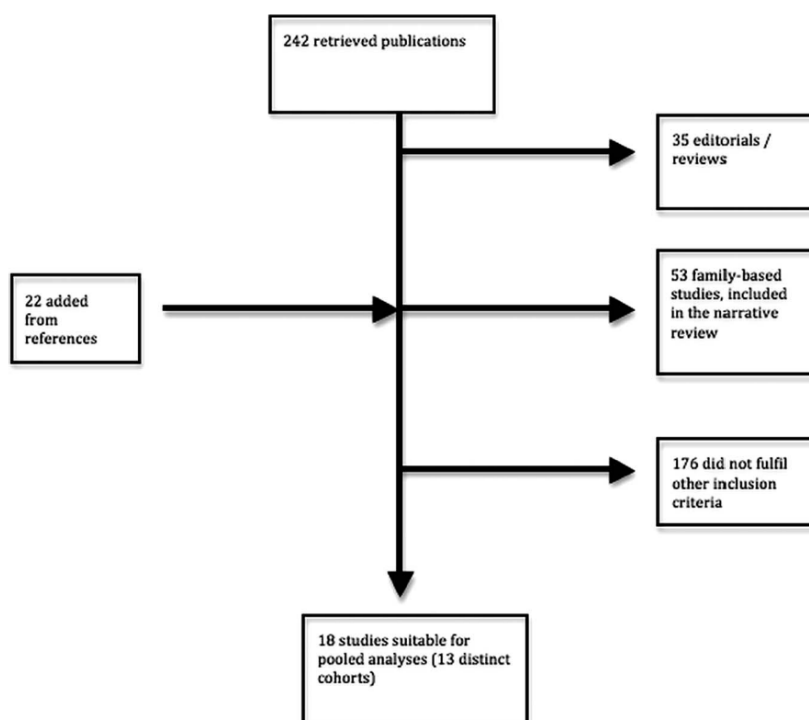 242 retrieved publications
35 editorials /
reviews
22 added
from
references
53 family-based
studies, included
in the narrative
review
176 did not fulfil
other inclusion
criteria
18 studies suitable for
pooled analyses (13 distinct
cohorts)